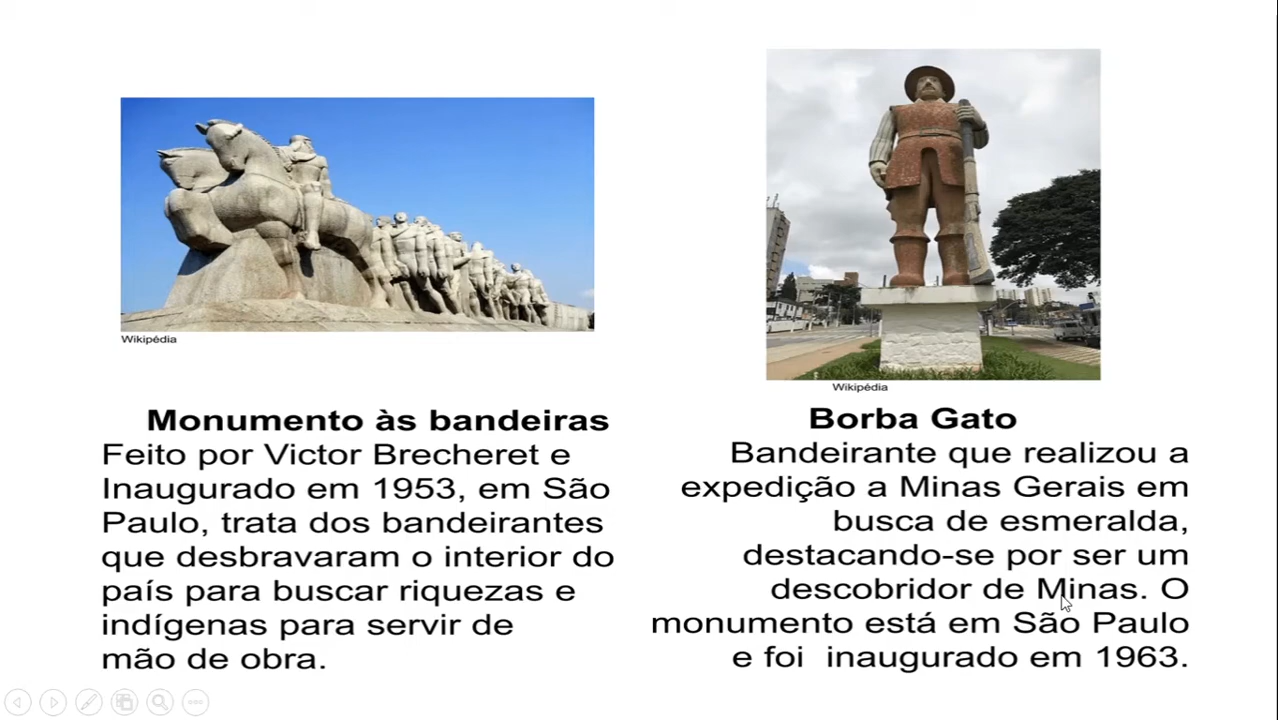 Wikipédia
Monumento às bandeiras
Feito por Victor Brecheret e
Inaugurado em 1953, em São
Paulo, trata dos bandeirantes
que desbravaram o interior do
país para buscar riquezas e
indígenas para servir de
mão de obra.
Wikipédia
Borba Gato
Bandeirante que realizou a
expedição a Minas Gerais em
busca de esmeralda,
destacando-se por ser um
descobridor de Minas. O
monumento está em São Paulo
e foi  inaugurado em 1963.